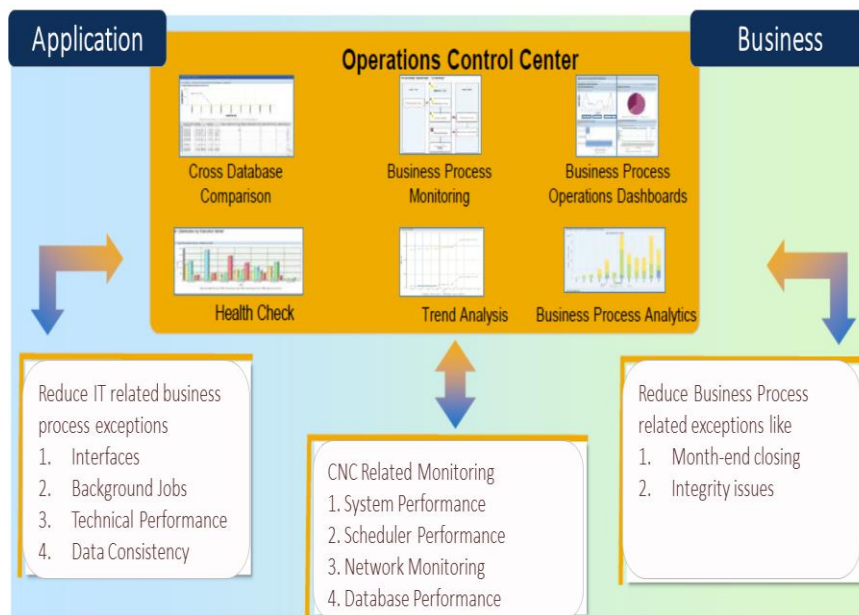 Application
Business
Operations Control Center
Cross Database
Comparison
Business Process
Monitoring
Business Process
Operations Dashboards
Health Check
Trend Analysis
Business Process Analytics
Reduce IT related business
process exceptions
1. Interfaces
2. Background Jobs
3. Technical Performance
4. Data Consistency
CNC Related Monitoring
1. System Performance
2. Scheduler Performance
3. Network Monitoring
4. Database Performance
Reduce Business Process
related exceptions like
1. Month-end closing
2. Integrity issues